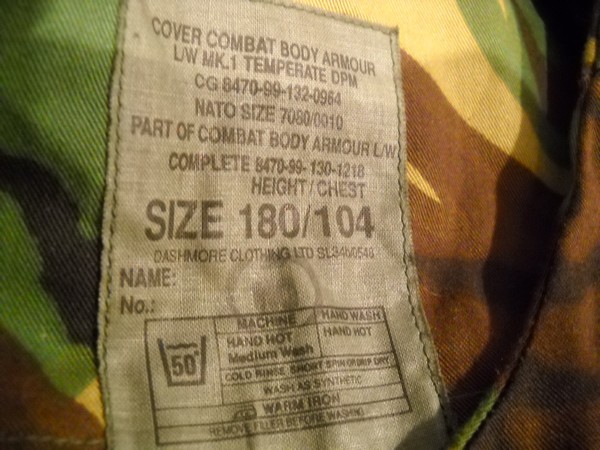 COVER COMBAT BODY ARMOUR
L/W MK.1 TEMPERATE DPM
CG 8470-99-132-0964
NATO SIZE 7080/0010
PART OF COMBAT BODY ARMOUR L/W
COMPLETE 8470-99-130-1218
HEIGHT/CHEST
SIZE 180/104
DASHMORE CLOTHING LTD
NAME:
No.:
MACHINE HAND WASH
50° HAND HOT HAND HOT
Medium Wash
COLD RINSE. SHORT SPIN OR DRIP DRY
WASH AS SYNTHETIC
WARM IRON
REMOVE FILLER BEFORE WASHING